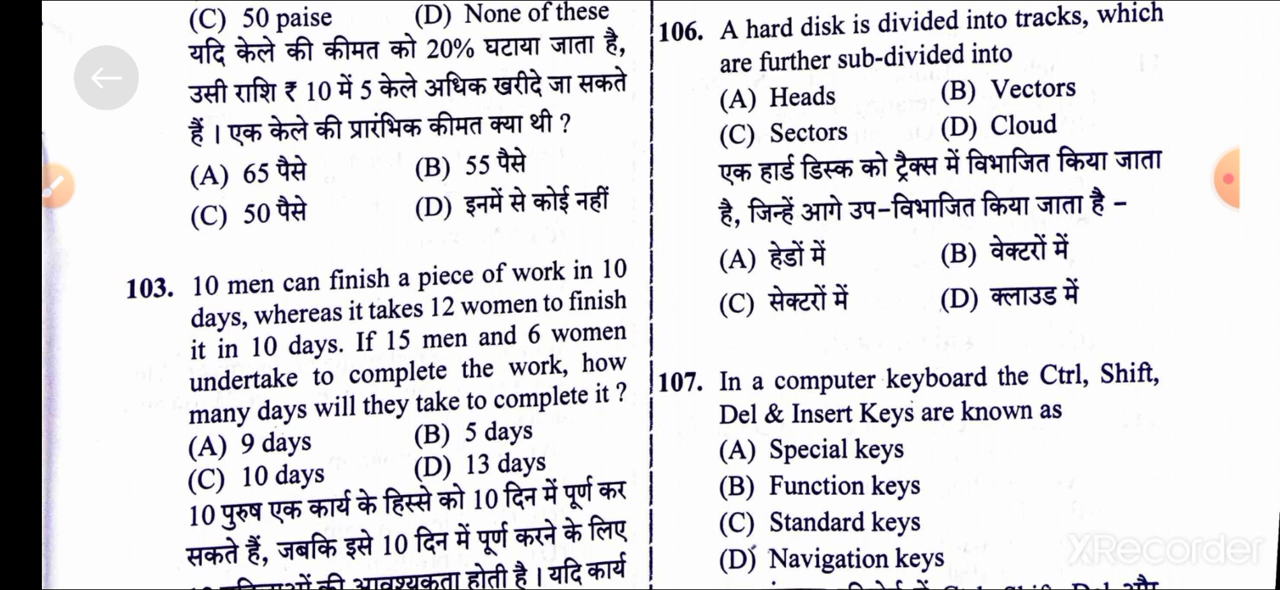 (C) 50 paise (D) None of these
यदि केले की कीमत को 20% घटाया जाता है,
उसी राशि ₹ 10 में 5 केले अधिक खरीदे जा सकते
हैं । एक केले की प्रारंभिक कीमत क्या थी ?
(A) 65 पैसे (B) 55 पैसे
(C) 50 पैसे (D) इनमें से कोई नहीं
103. 10 men can finish a piece of work in 10
days, whereas it takes 12 women to finish
it in 10 days. If 15 men and 6 women
undertake to complete the work, how
many days will they take to complete it ?
(A) 9 days (B) 5 days
(C) 10 days (D) 13 days
10 पुरुष एक कार्य के हिस्से को 10 दिन में पूर्ण कर
सकते हैं, जबकि इसे 10 दिन में पूर्ण करने के लिए
की आवश्यकता होती है । यदि कार्य
106. A hard disk is divided into tracks, which
are further sub-divided into
(A) Heads (B) Vectors
(C) Sectors (D) Cloud
एक हार्ड डिस्क को ट्रैक्स में विभाजित किया जाता
है, जिन्हें आगे उप-विभाजित किया जाता है –
(A) हेडों में (B) वेक्टरों में
(C) सेक्टरों में (D) क्लाउड में
107. In a computer keyboard the Ctrl, Shift,
Del & Insert Keys are known as
(A) Special keys
(B) Function keys
(C) Standard keys
(D) Navigation keys
XRecorder